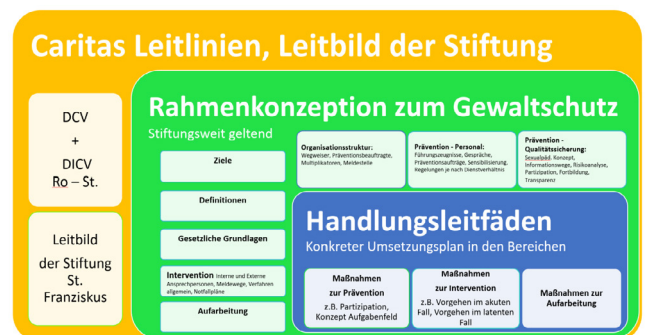 Caritas Leitlinien, Leitbild der Stiftung
DCV
+
DICV
Ro – St.
Leitbild
der Stiftung
St.
Franziskus
Rahmenkonzeption zum Gewaltschutz
Stiftungsweit geltend
Ziele
Definitionen
Gesetzliche Grundlagen
Intervention Interne und Externe
Ansprechpersonen, Meldewege, Verfahren
allgemein, Notfallpläne
Aufarbeitung
Organisationsstruktur:
Wegweiser, Präventionsbeauftragte,
Multiplikatoren, Meldestelle
Prävention - Personal:
Führungszeugnisse, Gespräche,
Präventionsaufträge, Sensibilisierung,
Regelungen je nach Dienstverhältnis
Prävention -
Qualitätssicherung:
Sexualpäd. Konzept,
Informationswege, Risikoanalyse,
Partizipation, Fortbildung,
Transparenz
Handlungsleitfäden
Konkreter Umsetzungsplan in den Bereichen
Maßnahmen
zur Prävention
z.B. Partizipation,
Konzept Aufgabenfeld
Maßnahmen
zur Intervention
z.B. Vorgehen im akuten
Fall, Vorgehen im latenten
Fall
Maßnahmen zur
Aufarbeitung